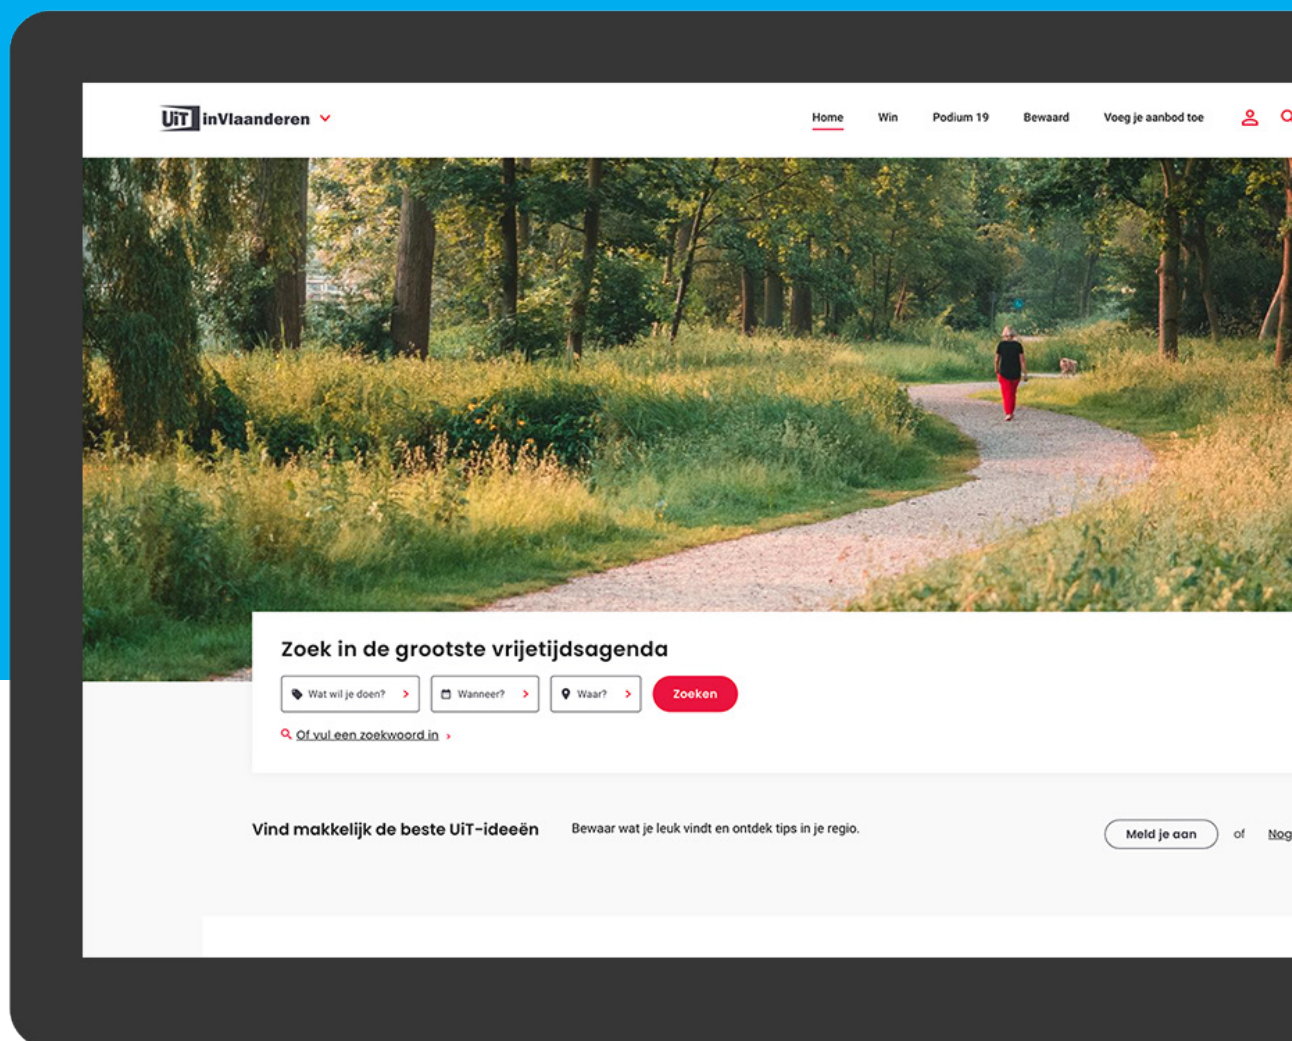 UiT inVlaanderen
Home Win Podium 19 Bewaard Voeg je aanbod toe
Zoek in de grootste vrijetijdsagenda
Wat wil je doen? Wanneer? Waar? Zoeken
Of vul een zoekwoord in
Vind makkelijk de beste UiT-ideeën Bewaar wat je leuk vindt en ontdek tips in je regio. Meld je aan of Nog